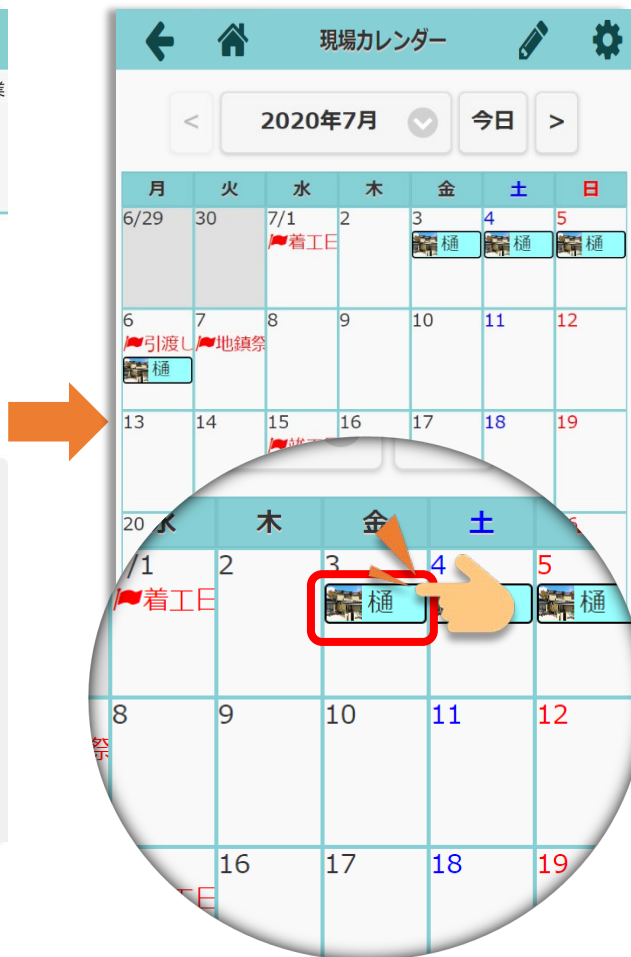 現場カレンダー
< 2020年7月 今日 >
月 火 水 木 金 土 日
6/29 30 7/1 2 3 4 5
着工日 樋 樋 樋
6 7 8 9 10 11 12
引渡し 地鎮祭
樋
13 14 15 16 17 18 19
20
木 金 土
/1 2 3 4 5
着工日 樋 樋
8 9 10 11 12
祭
16 17 18 19
工日